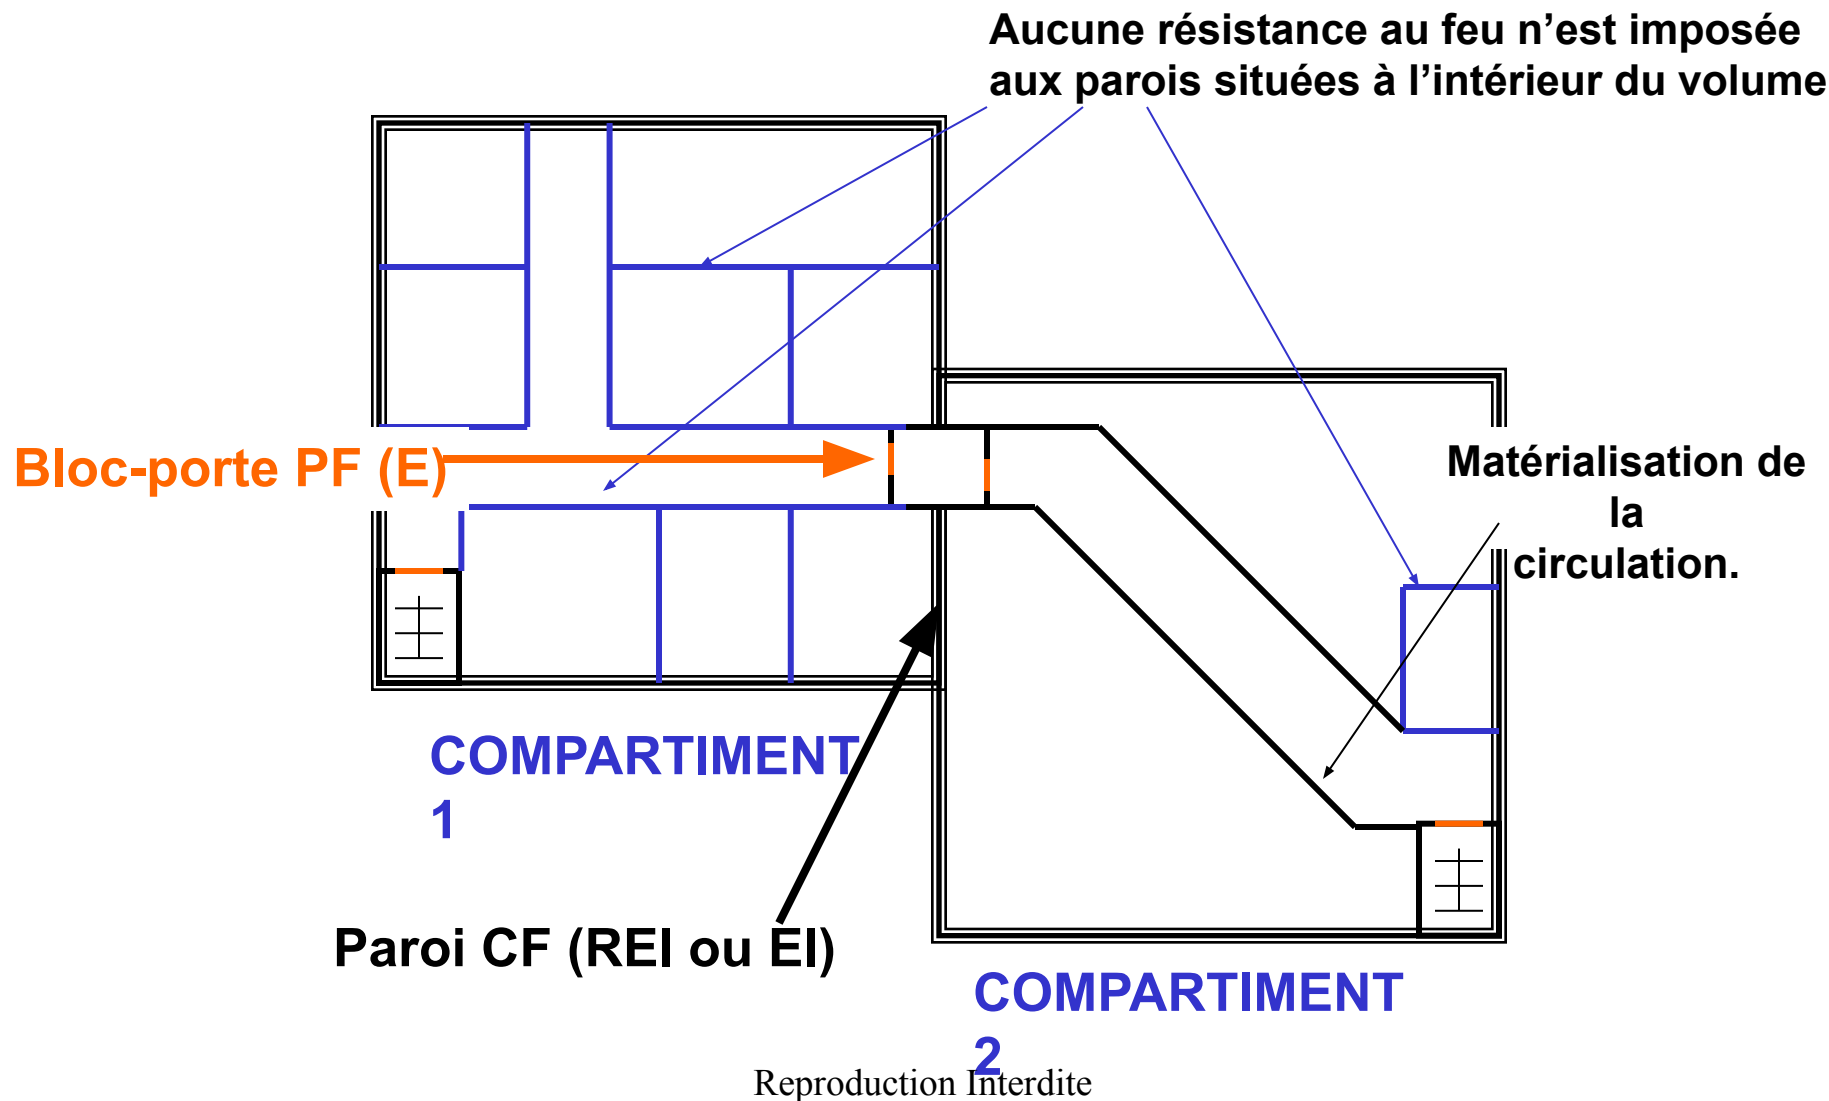 Aucune résistance au feu n’est imposée
aux parois situées à l’intérieur du volume
Bloc-porte PF (E)
Matérialisation de
la
circulation.
COMPARTIMENT
1
Paroi CF (REI ou EI)
COMPARTIMENT
2
Reproduction Interdite